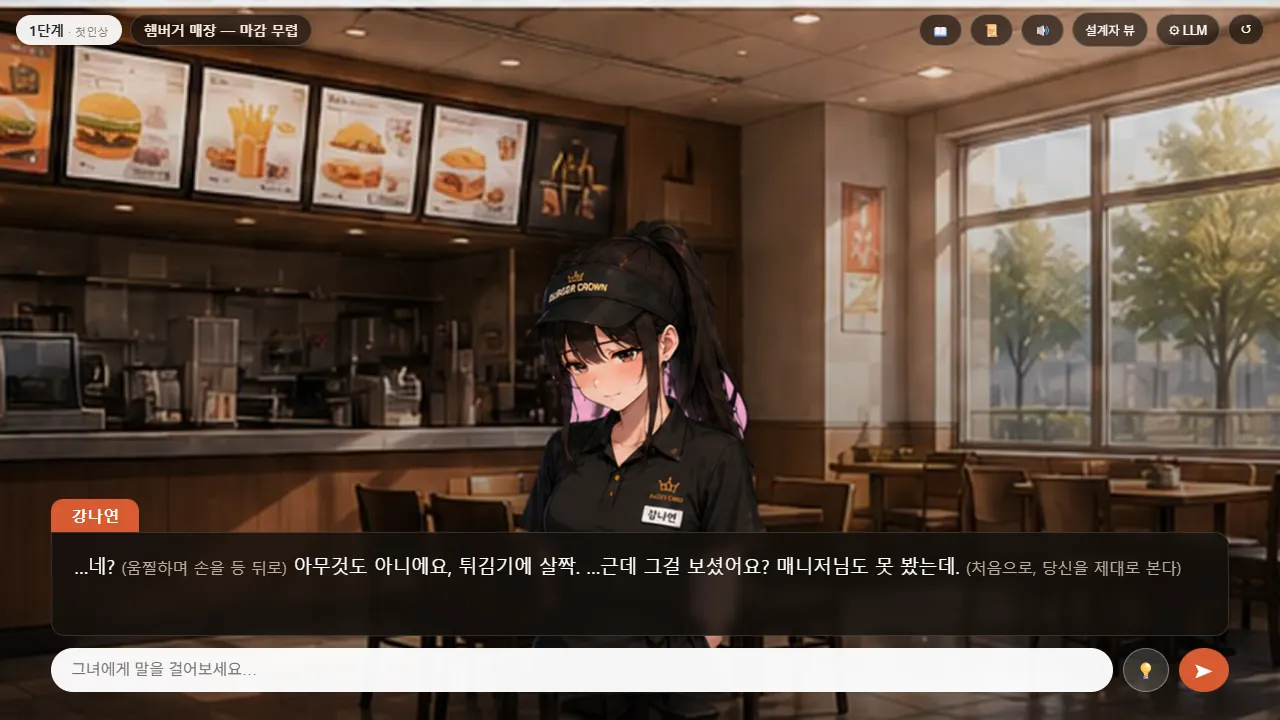 1단계 · 첫인상
햄버거 매장 — 마감 무렵
설계자 뷰
⚙ LLM
↺
BURGER CROWN
강나연
강나연
...네? (움찔하며 손을 등 뒤로) 아무것도 아니에요, 튀김기에 살짝. ...근데 그걸 보셨어요? 매니저님도 못 봤는데. (처음으로, 당신을 제대로 본다)
그녀에게 말을 걸어보세요...